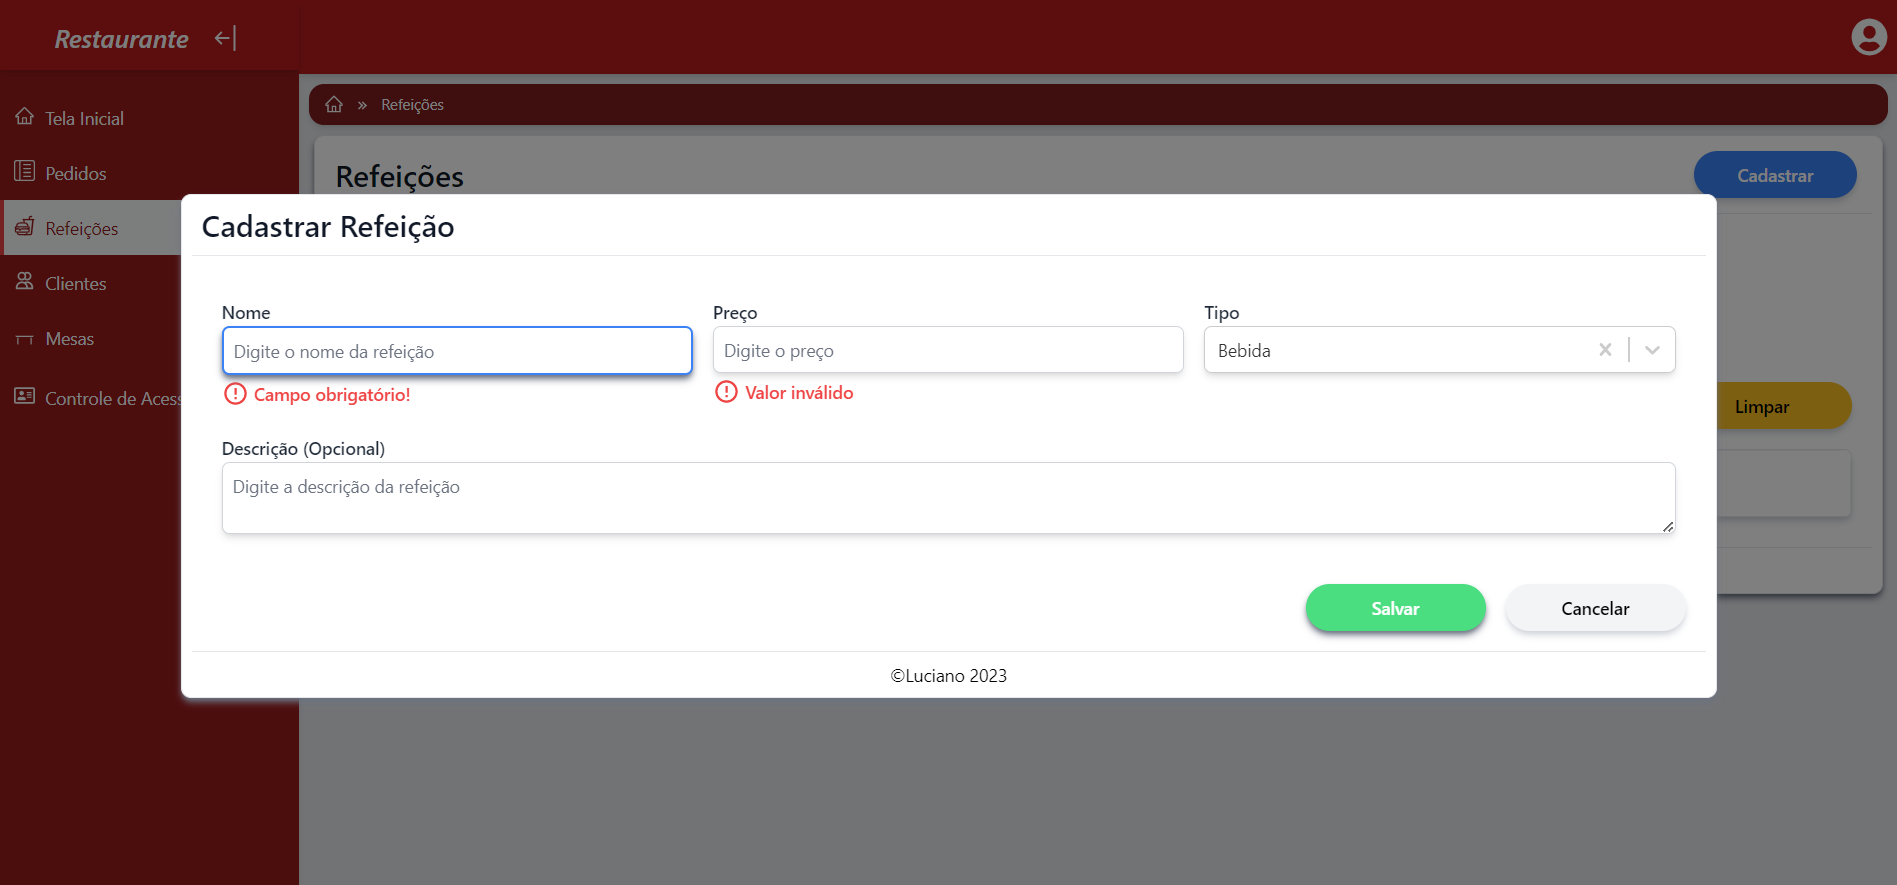 Restaurante
Tela Inicial
Pedidos
Refeições
Clientes
Mesas
Controle de Acess
» Refeições
Refeições
Cadastrar
Limpar
Cadastrar Refeição
Nome
Digite o nome da refeição
Campo obrigatório!
Preço
Digite o preço
Valor inválido
Tipo
Bebida
Descrição (Opcional)
Digite a descrição da refeição
Salvar
Cancelar
©Luciano 2023